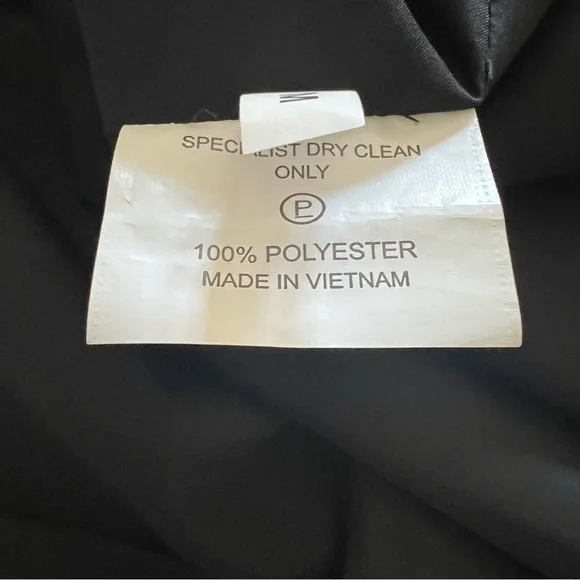 M
SPECIALIST DRY CLEAN
ONLY
P
100% POLYESTER
MADE IN VIETNAM